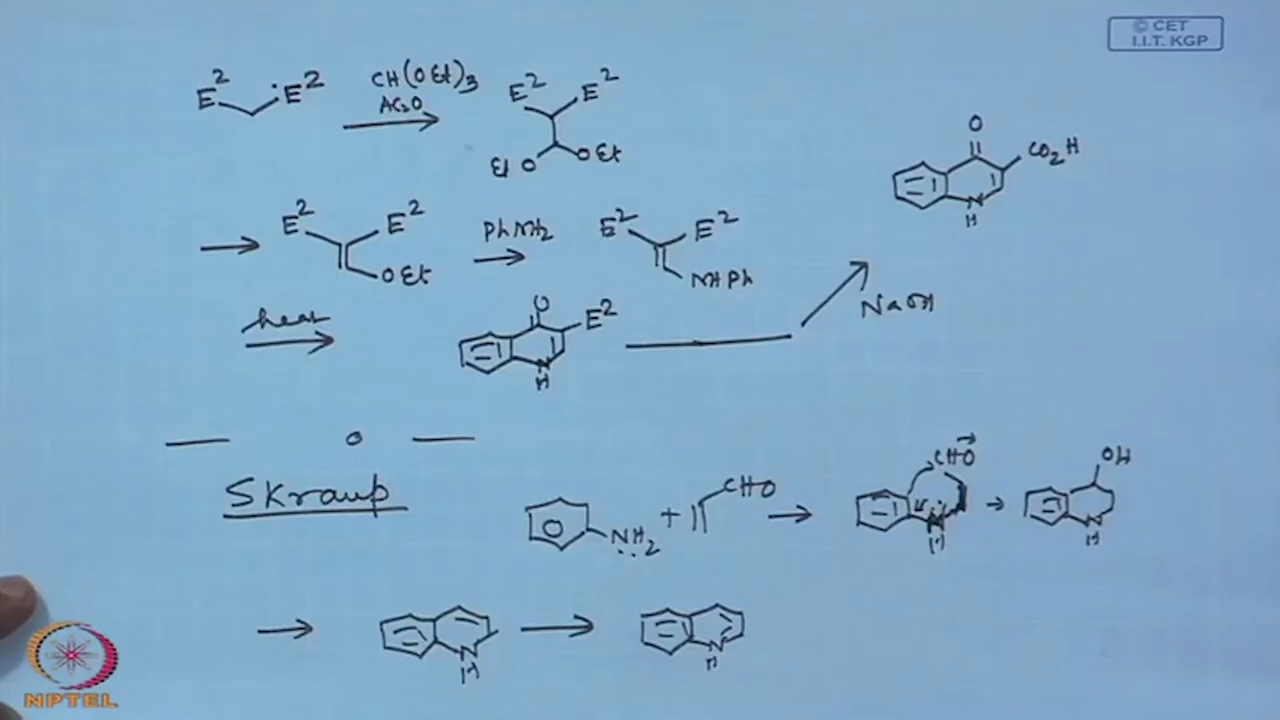 © CET
I.I.T. KGP
E² E² CH(OEt)₃ E² E²
AC₂O
Et O OEt
O
CO₂H
N
H
E² E² PhNH₂ E² E²
OEt NHPh
heat O E² NaOH
N
H
— o —
Skraup
NH₂ + CHO CHO OH
N N
H H
N N
H H
NPTEL